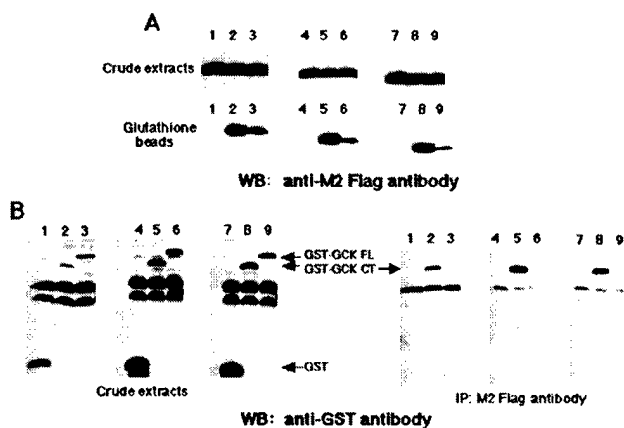 A
1 2 3 4 5 6 7 8 9
Crude extracts
1 2 3 4 5 6 7 8 9
Glutathione
beads
WB: anti-M2 Flag antibody
B
1 2 3 4 5 6 7 8 9 1 2 3 4 5 6 7 8 9
GST-GCK FL
GST-GCK CT
GST
Crude extracts
IP: M2 Flag antibody
WB: anti-GST antibody